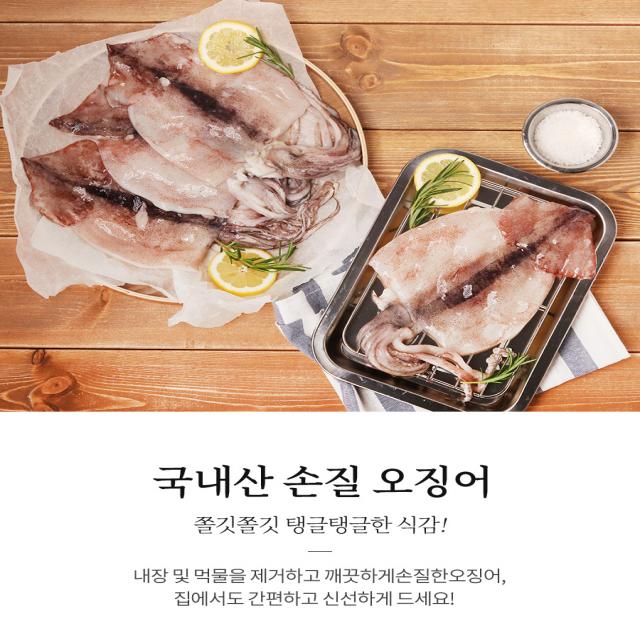 국내산 손질 오징어
쫄깃쫄깃 탱글탱글한 식감!
내장 및 먹물을 제거하고 깨끗하게손질한오징어,
집에서도 간편하고 신선하게 드세요!